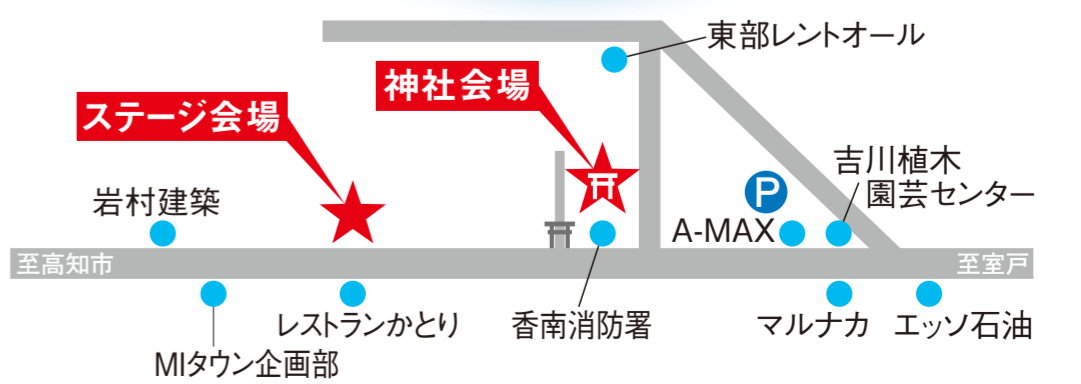 東部レントオール
神社会場
ステージ会場
吉川植木
園芸センター
岩村建築
P
A-MAX
至高知市
至室戸
レストランかとり
香南消防署
マルナカ
エッソ石油
MIタウン企画部